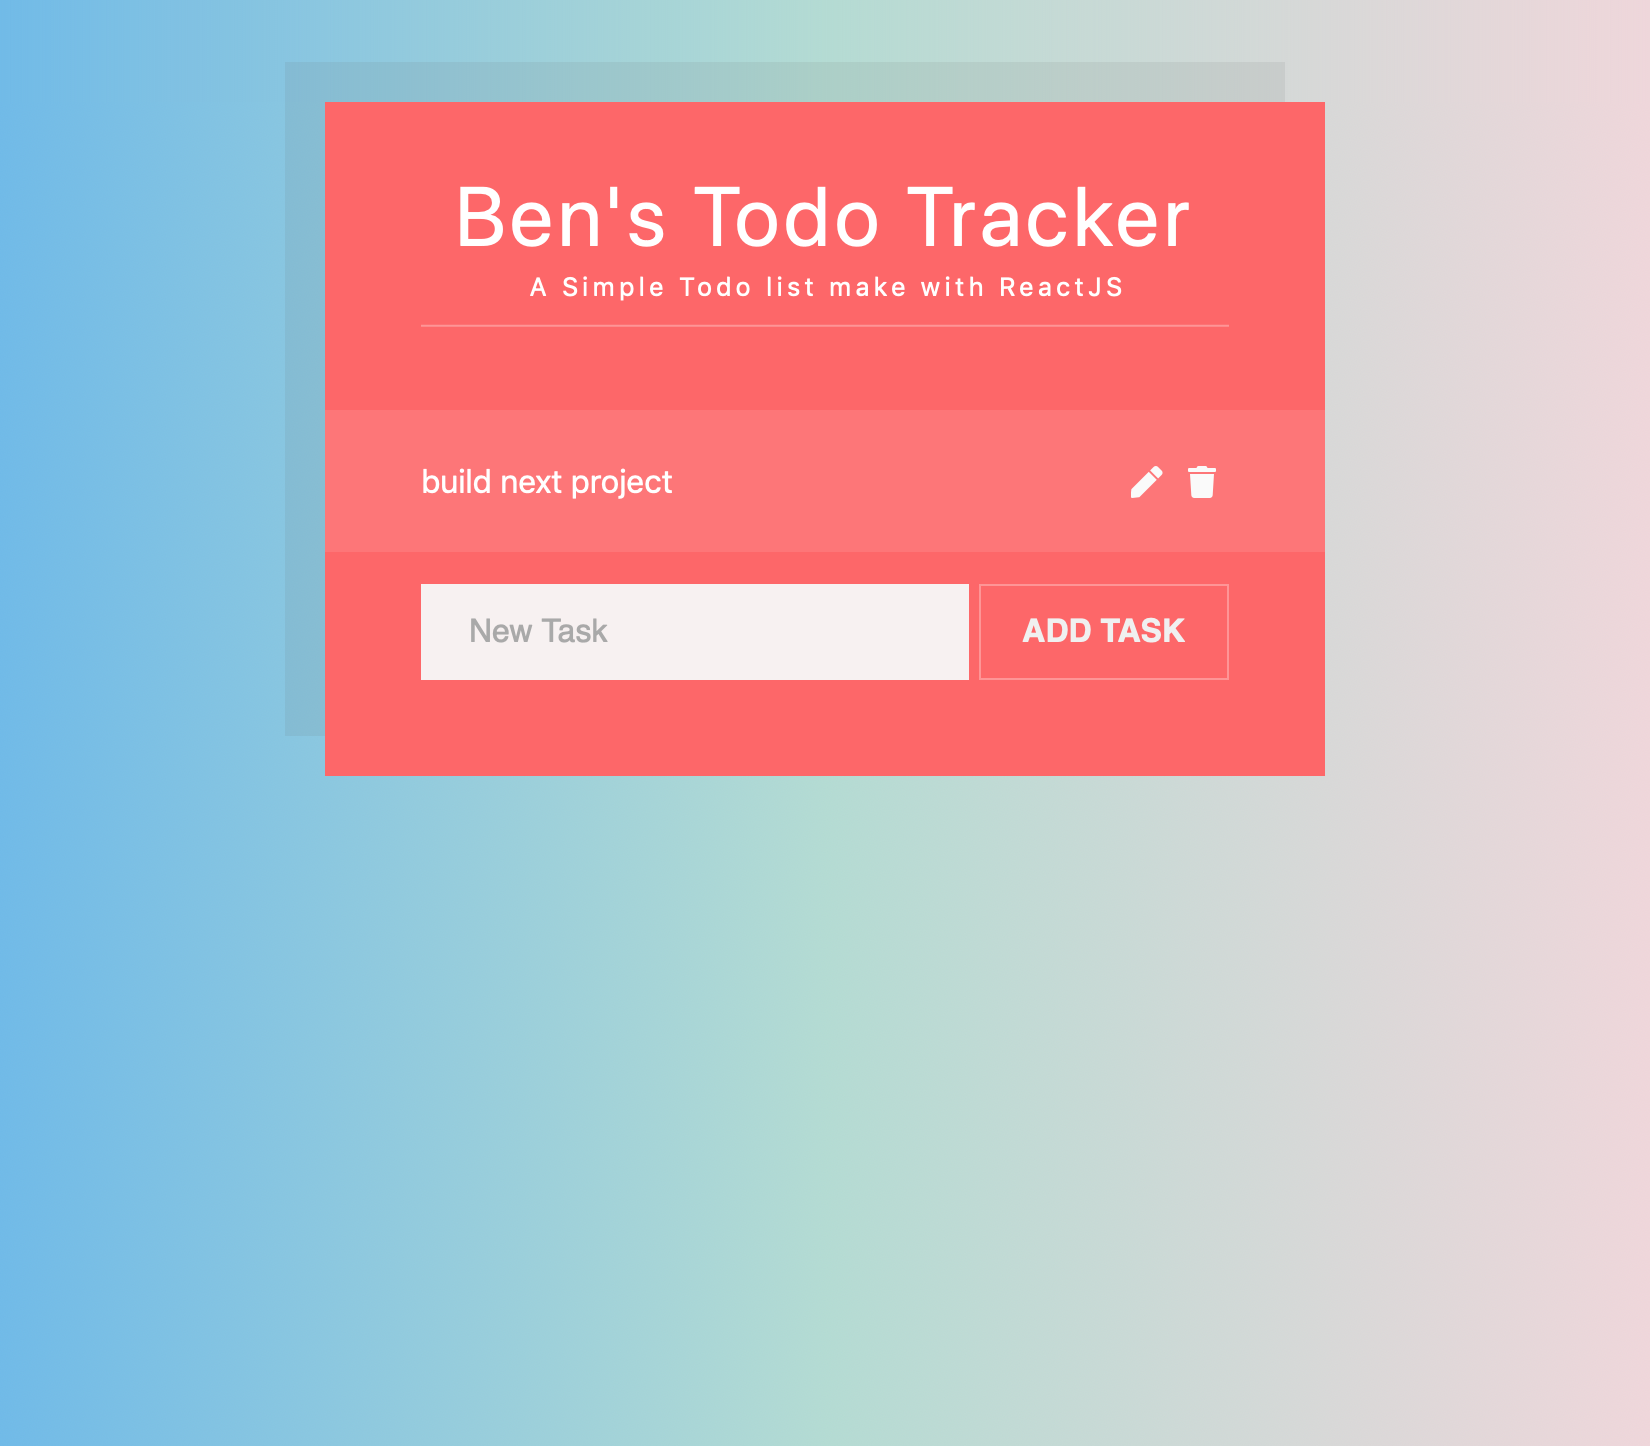 Ben's Todo Tracker
A Simple Todo list make with ReactJS
build next project
New Task
ADD TASK